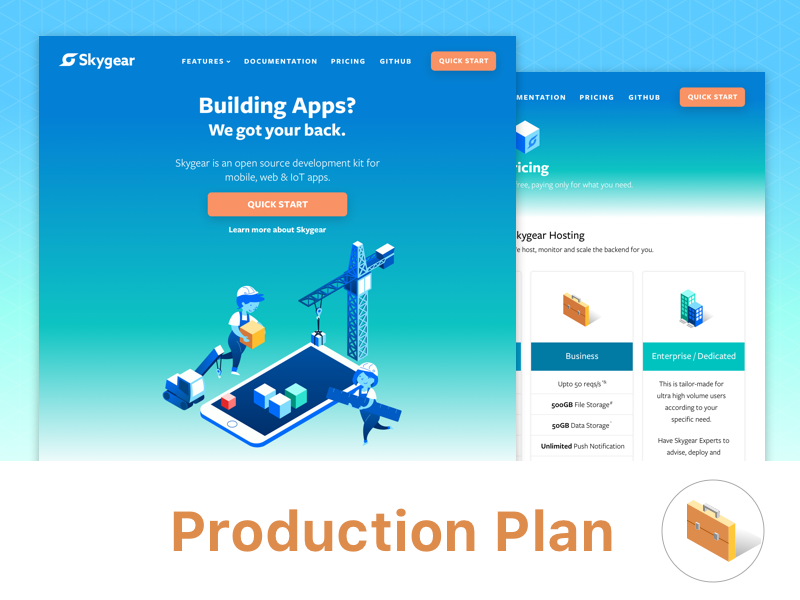 Skygear
FEATURES DOCUMENTATION PRICING GITHUB QUICK START
Building Apps?
We got your back.
Skygear is an open source development kit for
mobile, web & IoT apps.
QUICK START
Learn more about Skygear
MENTATION PRICING GITHUB QUICK START
ricing
free, paying only for what you need.
kygear Hosting
e host, monitor and scale the backend for you.
Business
Upto 50 reqs/s
500GB File Storage
50GB Data Storage
Unlimited Push Notification
Enterprise / Dedicated
This is tailor-made for
ultra high volume users
according to your
specific need.
Have Skygear Experts to
advise, deploy and
Production Plan